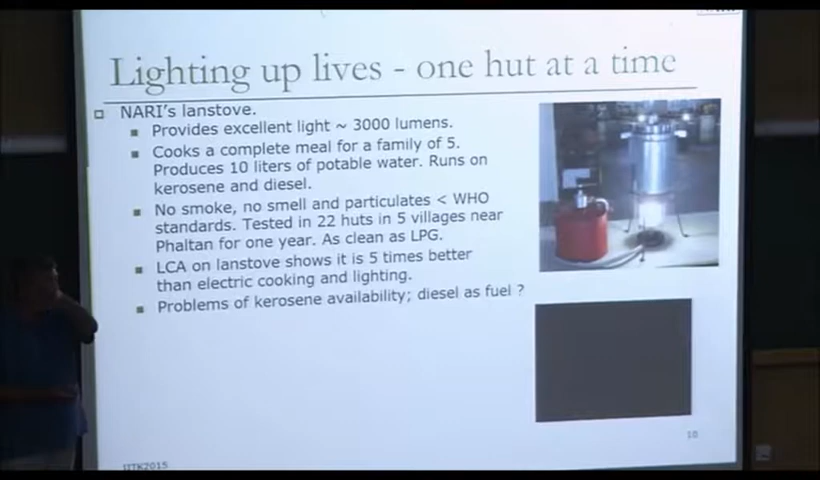 Lighting up lives - one hut at a time
NARI's lanstove.
Provides excellent light ~ 3000 lumens.
Cooks a complete meal for a family of 5.
Produces 10 liters of potable water. Runs on
kerosene and diesel.
No smoke, no smell and particulates < WHO
standards. Tested in 22 huts in 5 villages near
Phaltan for one year. As clean as LPG.
LCA on lanstove shows it is 5 times better
than electric cooking and lighting.
Problems of kerosene availability; diesel as fuel ?
IITK2015